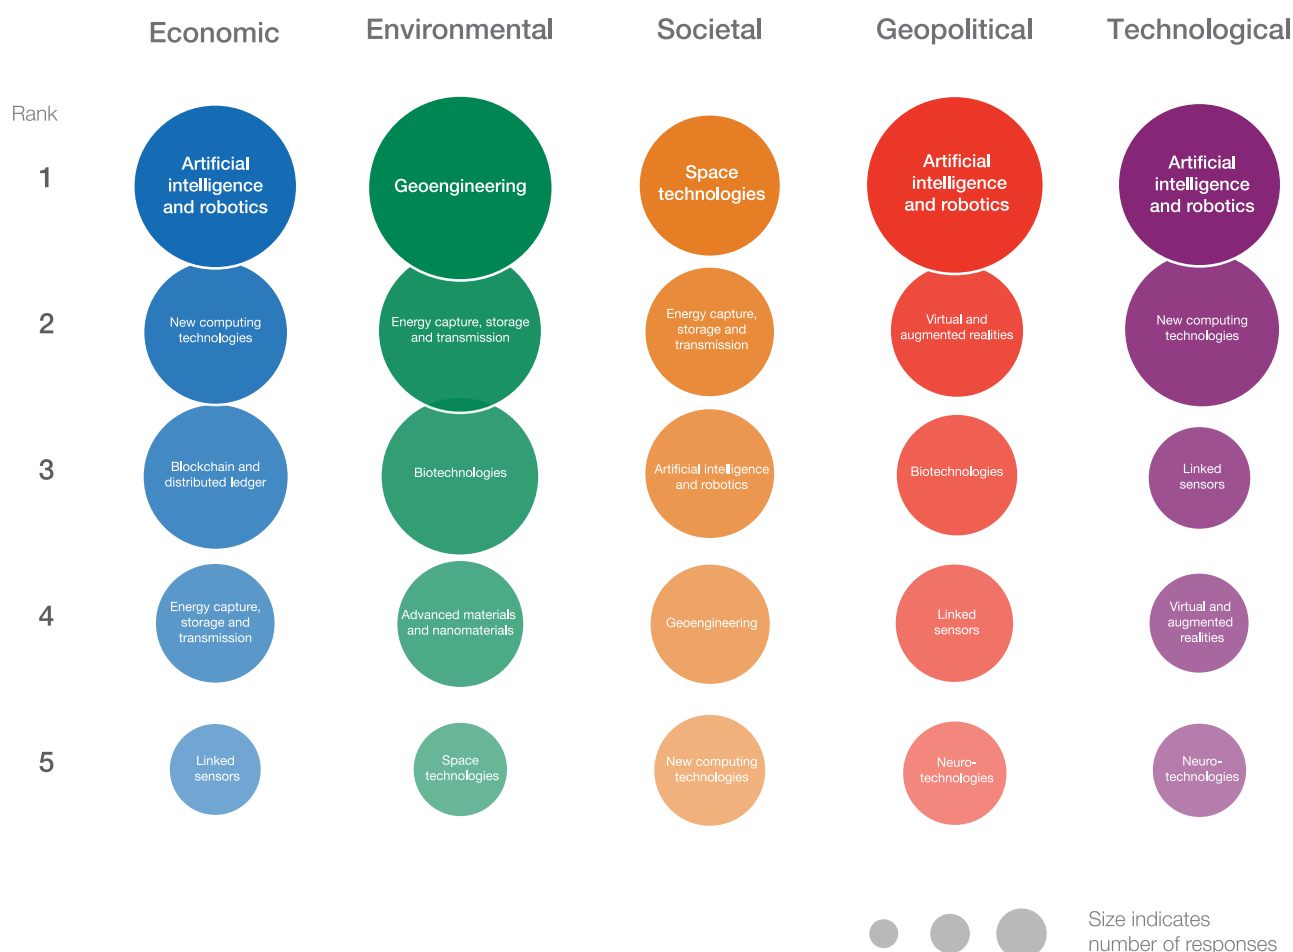 Economic
Environmental
Societal
Geopolitical
Technological
Rank
1
Artificial
intelligence
and robotics
Geoengineering
Space
technologies
Artificial
intelligence
and robotics
Artificial
intelligence
and robotics
2
New computing
technologies
Energy capture, storage
and transmission
Energy capture,
storage and
transmission
Virtual and
augmented realities
New computing
technologies
3
Blockchain and
distributed ledger
Biotechnologies
Artificial intelligence
and robotics
Biotechnologies
Linked
sensors
4
Energy capture,
storage and
transmission
Advanced materials
and nanomaterials
Geoengineering
Linked
sensors
Virtual and
augmented
realities
5
Linked
sensors
Space
technologies
New computing
technologies
Neuro-
technologies
Neuro-
technologies
Size indicates
number of responses